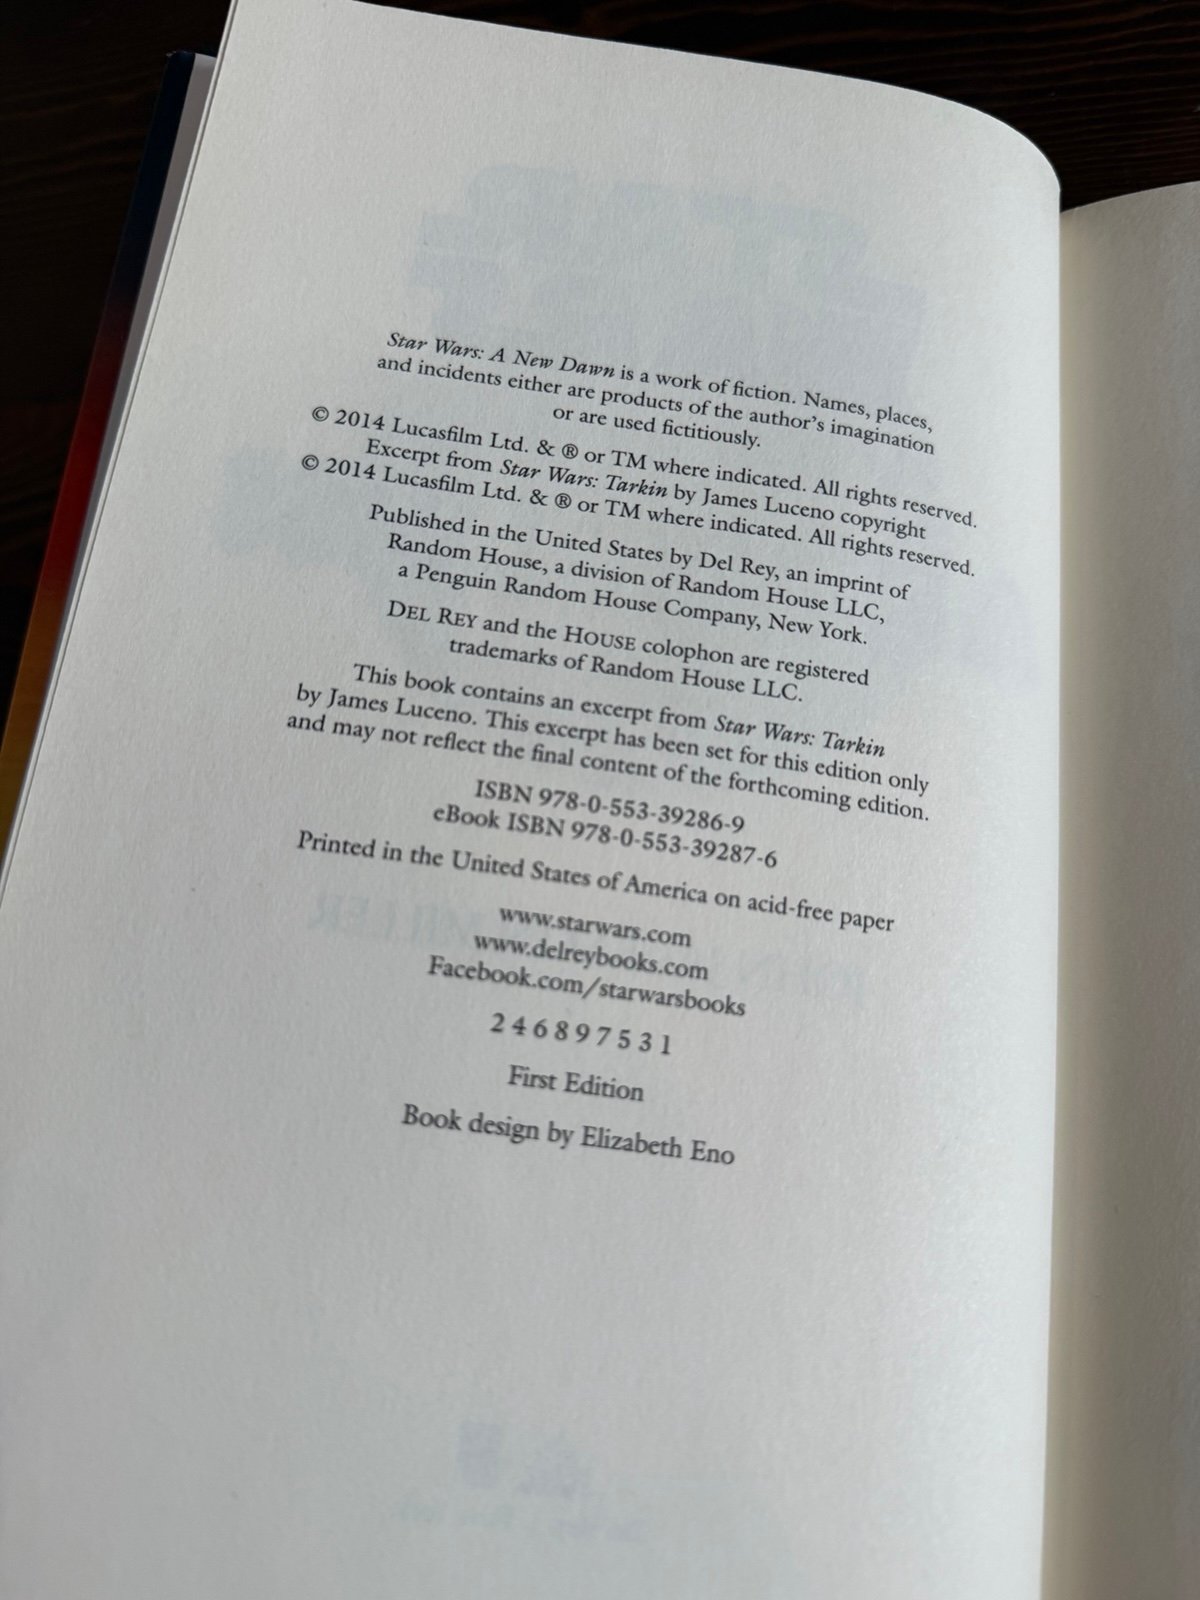 Star Wars: A New Dawn is a work of fiction. Names, places,
and incidents either are products of the author's imagination
or are used fictitiously.
© 2014 Lucasfilm Ltd. & ® or TM where indicated. All rights reserved.
Excerpt from Star Wars: Tarkin by James Luceno copyright
© 2014 Lucasfilm Ltd. & ® or TM where indicated. All rights reserved.
Published in the United States by Del Rey, an imprint of
Random House, a division of Random House LLC,
a Penguin Random House Company, New York.
DEL REY and the HOUSE colophon are registered
trademarks of Random House LLC.
This book contains an excerpt from Star Wars: Tarkin
by James Luceno. This excerpt has been set for this edition only
and may not reflect the final content of the forthcoming edition.
ISBN 978-0-553-39286-9
eBook ISBN 978-0-553-39287-6
Printed in the United States of America on acid-free paper
www.starwars.com
www.delreybooks.com
Facebook.com/starwarsbooks
2 4 6 8 9 7 5 3 1
First Edition
Book design by Elizabeth Eno